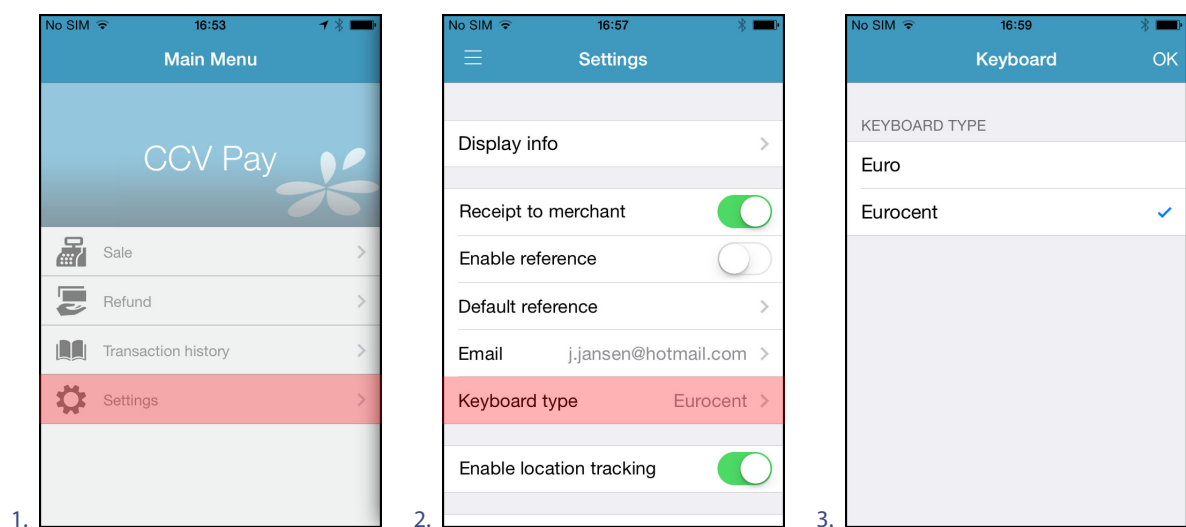 No SIM 16:53
Main Menu
CCV Pay
Sale
Refund
Transaction history
Settings
1.
No SIM 16:57
Settings
Display info
Receipt to merchant
Enable reference
Default reference
Email j.jansen@hotmail.com
Keyboard type Eurocent
Enable location tracking
2.
No SIM 16:59
Keyboard OK
KEYBOARD TYPE
Euro
Eurocent
3.